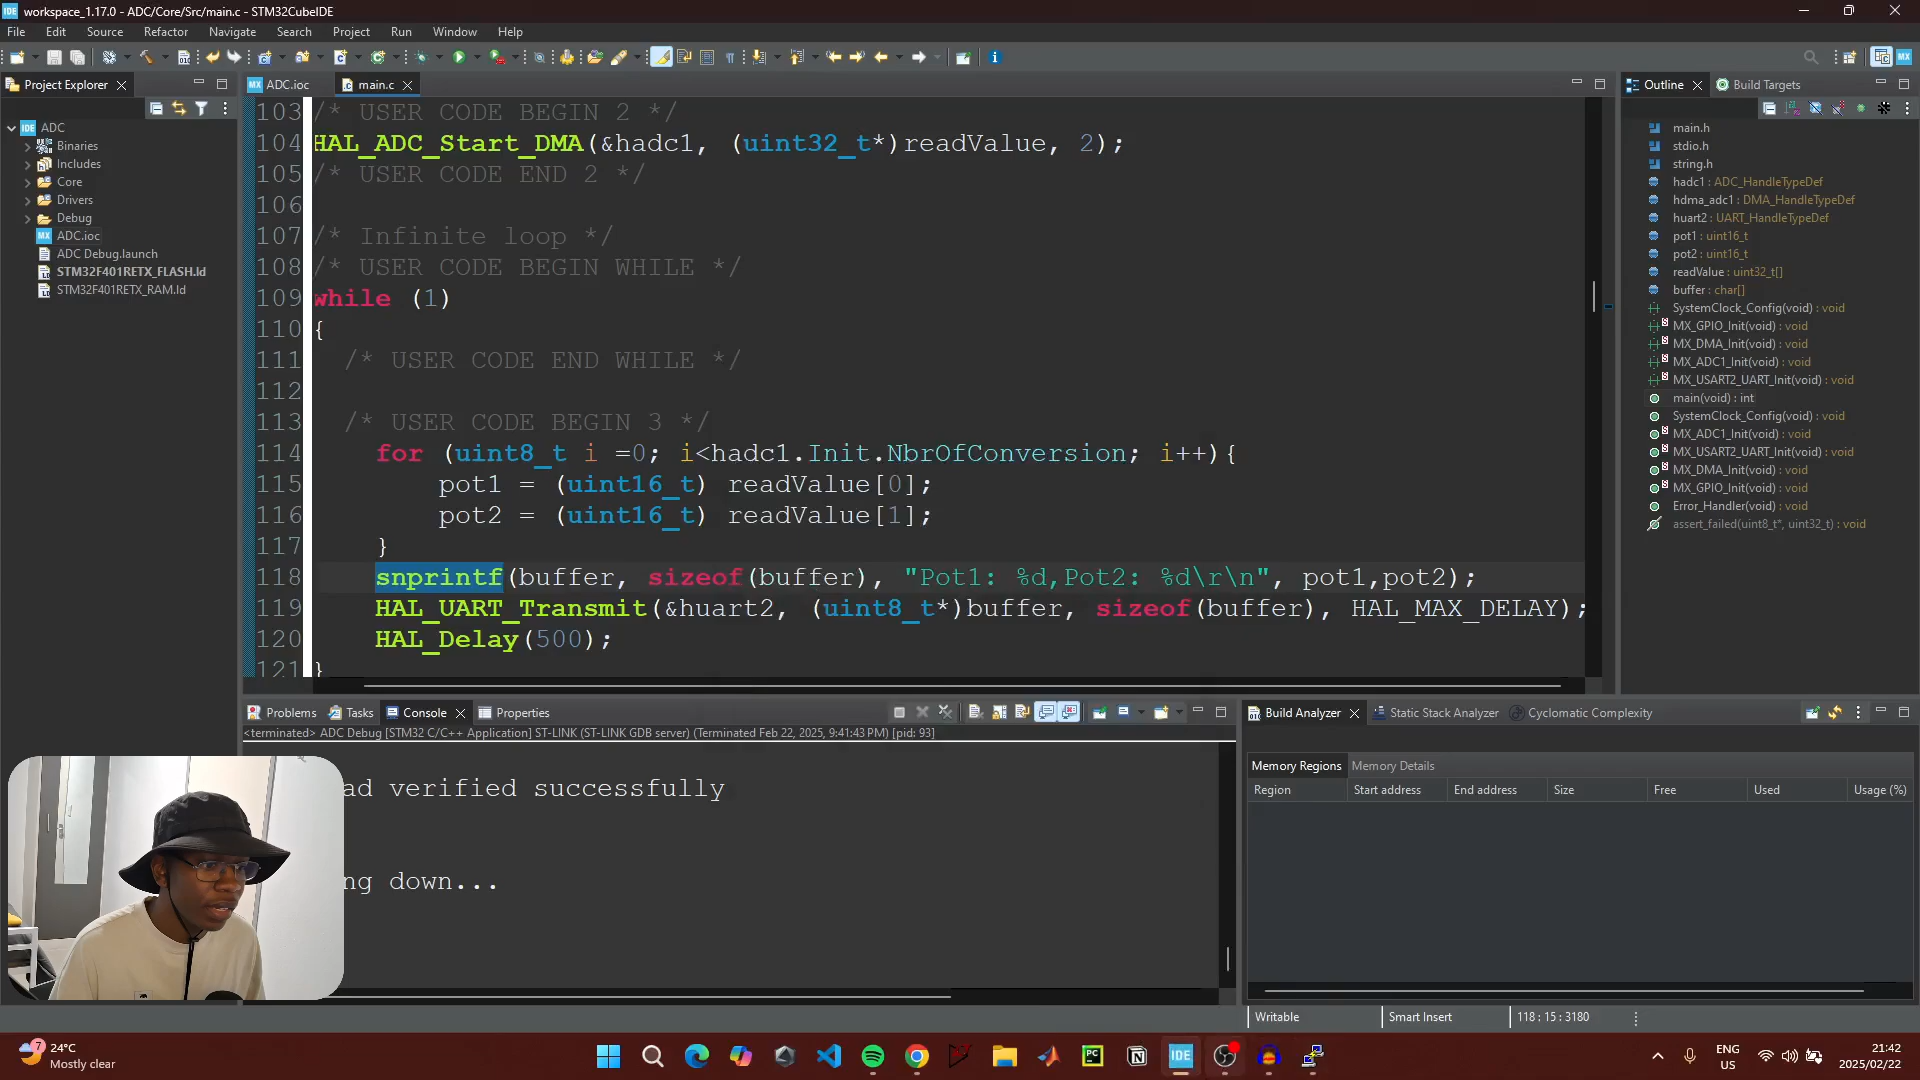 workspace_1.17.0 - ADC/Core/Src/main.c - STM32CubeIDE
File Edit Source Refactor Navigate Search Project Run Window Help
Project Explorer
ADC.ioc
main.c
Outline
Build Targets
ADC
Binaries
Includes
Core
Drivers
Debug
ADC.ioc
ADC Debug.launch
STM32F401RETX_FLASH.ld
STM32F401RETX_RAM.ld
103 /* USER CODE BEGIN 2 */
104 HAL_ADC_Start_DMA(&hadc1, (uint32_t*)readValue, 2);
105 /* USER CODE END 2 */
106
107 /* Infinite loop */
108 /* USER CODE BEGIN WHILE */
109 while (1)
110 {
111 /* USER CODE END WHILE */
112
113 /* USER CODE BEGIN 3 */
114 for (uint8_t i =0; i<hadc1.Init.NbrOfConversion; i++){
115 pot1 = (uint16_t) readValue[0];
116 pot2 = (uint16_t) readValue[1];
117 }
118 snprintf(buffer, sizeof(buffer), "Pot1: %d,Pot2: %d\r\n", pot1,pot2);
119 HAL_UART_Transmit(&huart2, (uint8_t*)buffer, sizeof(buffer), HAL_MAX_DELAY);
120 HAL_Delay(500);
121 }
main.h
stdio.h
string.h
hadc1 : ADC_HandleTypeDef
hdma_adc1 : DMA_HandleTypeDef
huart2 : UART_HandleTypeDef
pot1 : uint16_t
pot2 : uint16_t
readValue : uint32_t[]
buffer : char[]
SystemClock_Config(void) : void
MX_GPIO_Init(void) : void
MX_DMA_Init(void) : void
MX_ADC1_Init(void) : void
MX_USART2_UART_Init(void) : void
main(void) : int
SystemClock_Config(void) : void
MX_ADC1_Init(void) : void
MX_USART2_UART_Init(void) : void
MX_DMA_Init(void) : void
MX_GPIO_Init(void) : void
Error_Handler(void) : void
assert_failed(uint8_t*, uint32_t) : void
Problems Tasks Console Properties
<terminated> ADC Debug [STM32 C/C++ Application] ST-LINK (ST-LINK GDB server) (Terminated Feb 22, 2025, 9:41:43 PM) [pid: 93]
ad verified successfully
ng down...
Build Analyzer Static Stack Analyzer Cyclomatic Complexity
Memory Regions Memory Details
Region Start address End address Size Free Used Usage (%)
Writable Smart Insert 118 : 15 : 3180
7
24°C
Mostly clear
IDE
ENG
US
21:42
2025/02/22